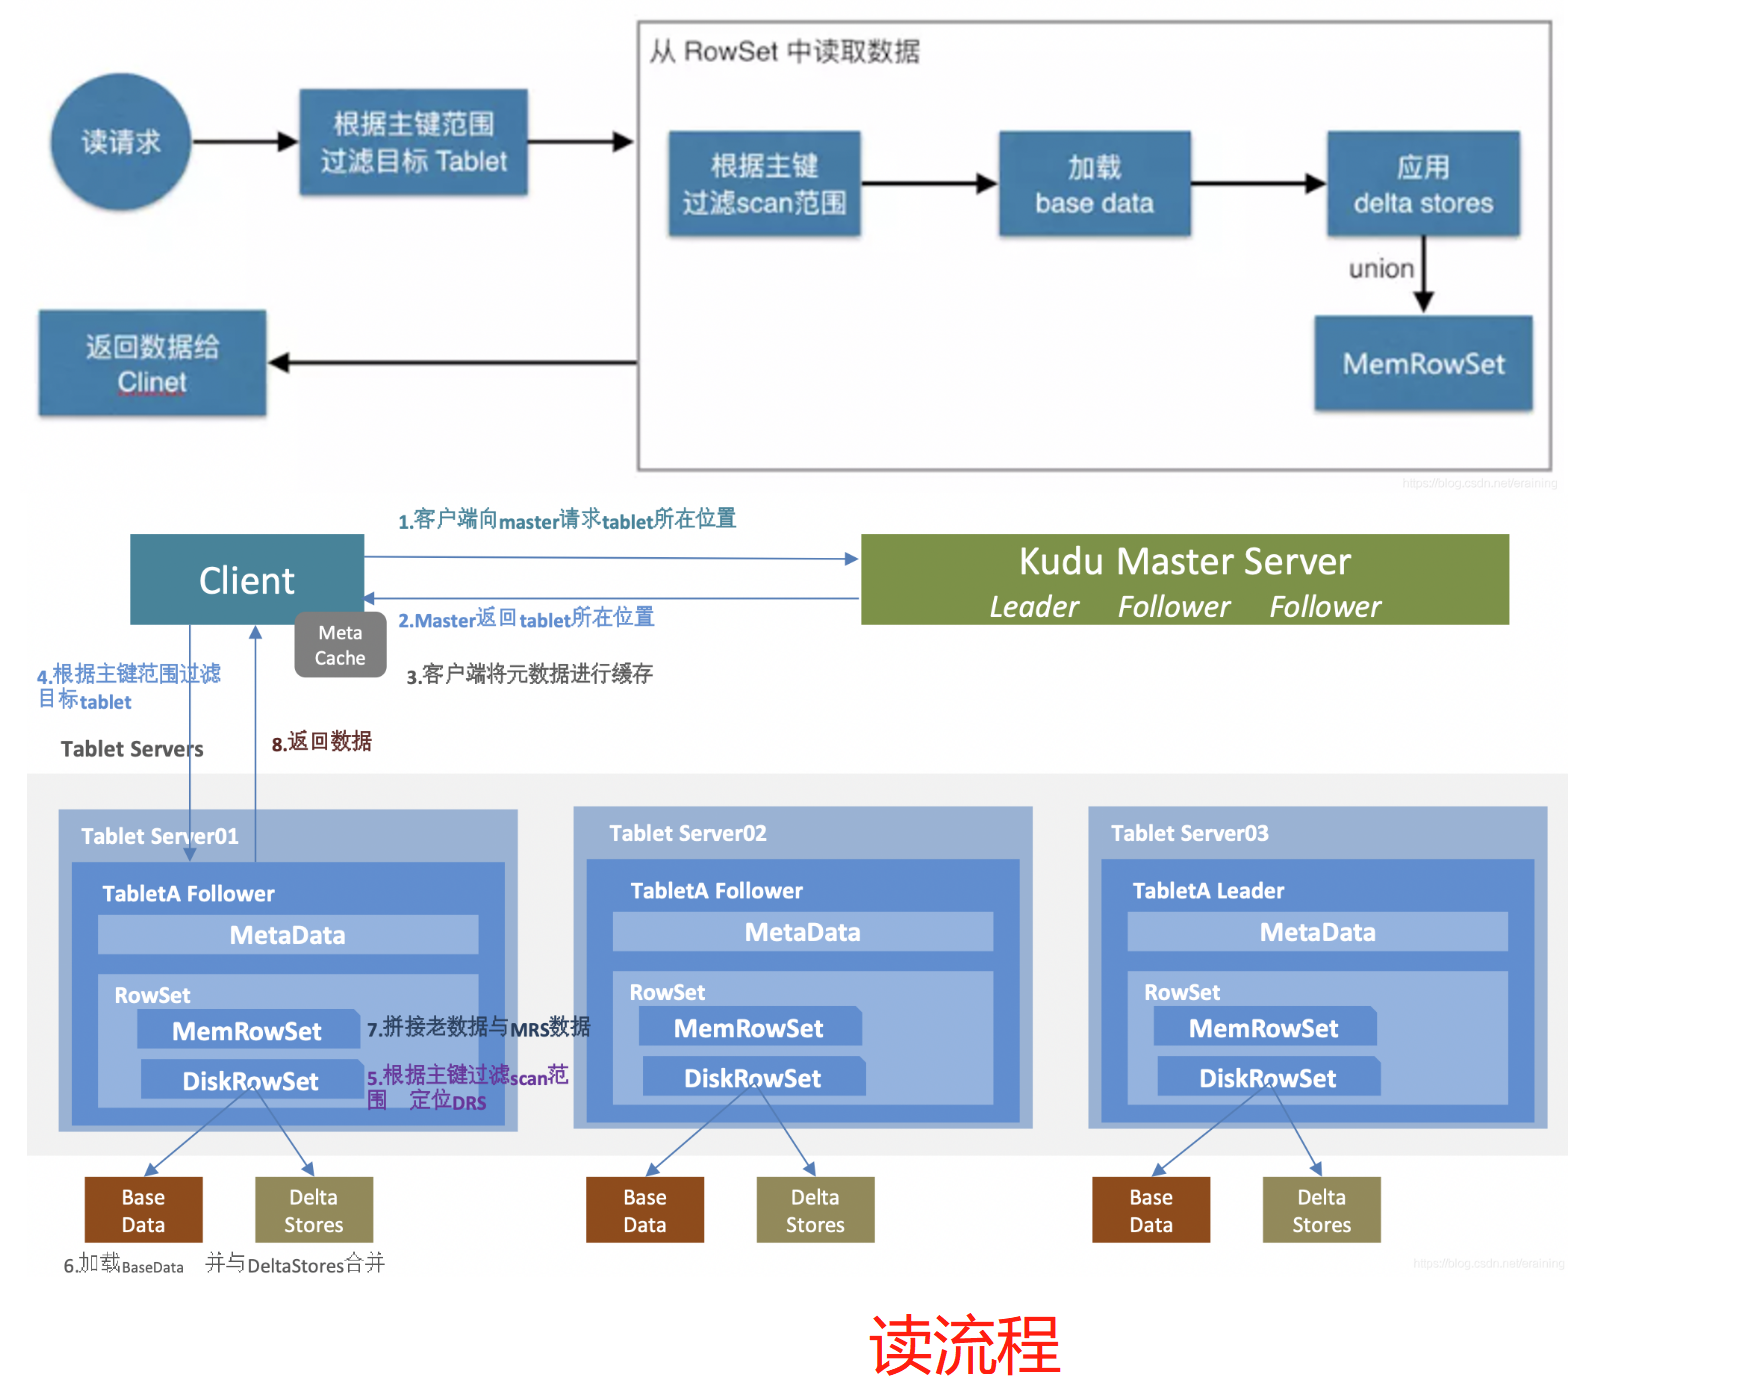 从 RowSet 中读取数据
读请求
根据主键范围
过滤目标 Tablet
根据主键
过滤scan范围
加载
base data
应用
delta stores
union
MemRowSet
返回数据给
Clinet
https://blog.csdn.net/eraining
1.客户端向master请求tablet所在位置
Client
Kudu Master Server
Leader Follower Follower
2.Master返回tablet所在位置
Meta
Cache
3.客户端将元数据进行缓存
4.根据主键范围过滤
目标tablet
8.返回数据
Tablet Servers
Tablet Server01
TabletA Follower
MetaData
RowSet
MemRowSet
7.拼接老数据与MRS数据
DiskRowSet
5.根据主键过滤scan范
围 定位DRS
Base
Data
Delta
Stores
6.加载BaseData 并与DeltaStores合并
Tablet Server02
TabletA Follower
MetaData
RowSet
MemRowSet
DiskRowSet
Base
Data
Delta
Stores
Tablet Server03
TabletA Leader
MetaData
RowSet
MemRowSet
DiskRowSet
Base
Data
Delta
Stores
https://blog.csdn.net/eraining
读流程